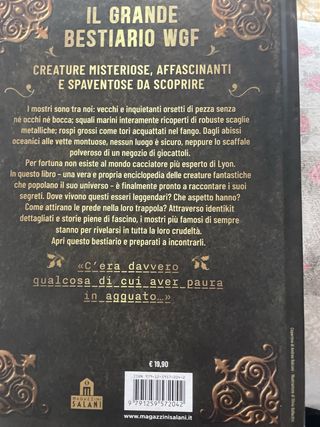 IL GRANDE
BESTIARIO WGF
CREATURE MISTERIOSE, AFFASCINANTI
E SPAVENTOSE DA SCOPRIRE
I mostri sono tra noi: vecchi e inquietanti orsetti di pezza senza
né occhi né bocca; squali marini interamente ricoperti di robuste scaglie
metalliche; rospi grossi come tori acquattati nel fango. Dagli abissi
oceanici alle vette montuose, nessun luogo è sicuro, neppure lo scaffale
polveroso di un negozio di giocattoli.
Per fortuna non esiste al mondo cacciatore più esperto di Lyon.
In questo libro – una vera e propria enciclopedia delle creature fantastiche
che popolano il suo universo – è finalmente pronto a raccontare i suoi
segreti. Dove vivono questi esseri leggendari? Che aspetto hanno?
Come attirano le prede nella loro trappola? Attraverso identikit
dettagliati e storie piene di fascino, i mostri più famosi di sempre
stanno per rivelarsi in tutta la loro crudeltà.
Apri questo bestiario e preparati a incontrarli.
«C'era davvero
qualcosa di cui aver paura
in agguato…»
€ 19,90
MAGAZZINI
SALANI
9 791259 572042
www.magazzinisalani.it